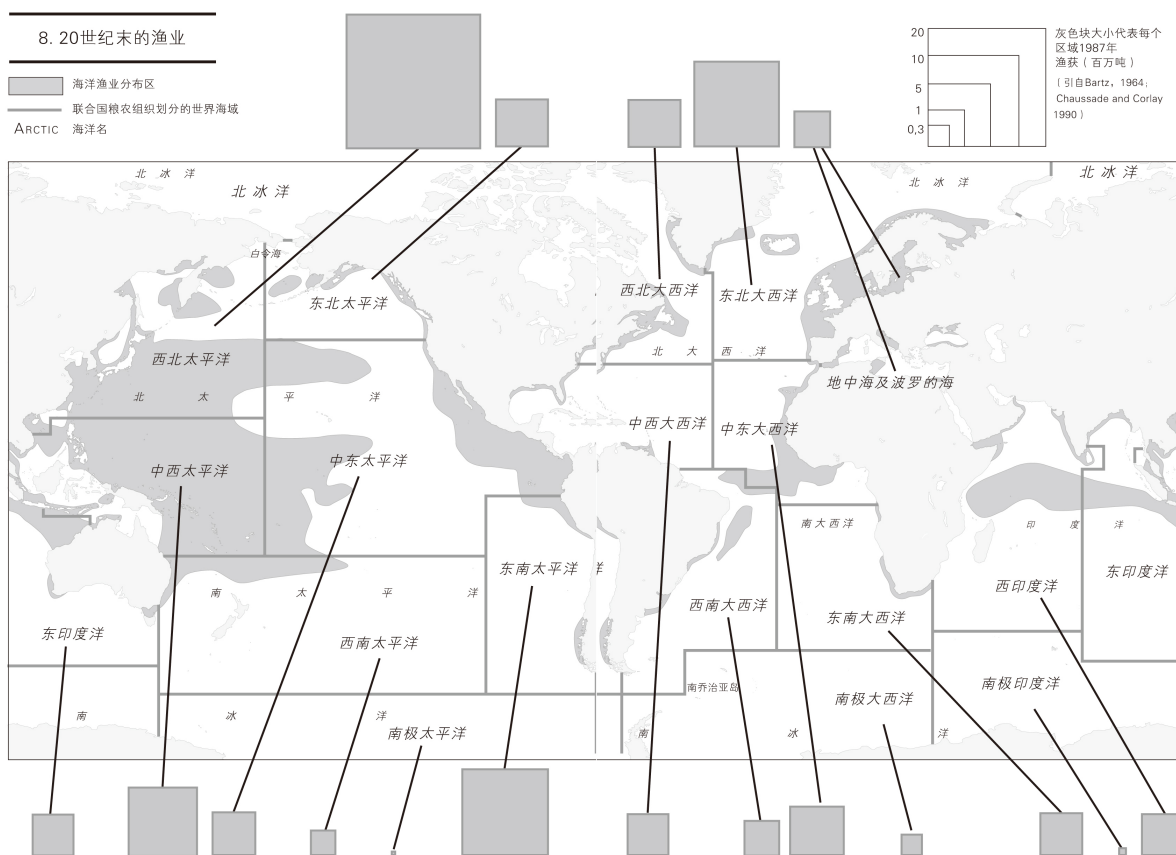 8. 20世纪末的渔业
海洋渔业分布区
联合国粮农组织划分的世界海域
ARCTIC 海洋名
20
10
5
1
0,3
灰色块大小代表每个
区域1987年
渔获（百万吨）
（引自Bartz，1964；
Chaussade and Corlay
1990）
北冰洋
北冰洋
北冰洋
北冰洋
白令海
东北太平洋
西北大西洋
东北大西洋
西北太平洋
北大西洋
地中海及波罗的海
北太平洋
中西大西洋
中东大西洋
中西太平洋
中东太平洋
南大西洋
印度洋
东南太平洋
洋
东印度洋
南太平洋
西印度洋
西南大西洋
东南大西洋
东印度洋
西南太平洋
南极印度洋
南乔治亚岛
南极大西洋
南冰洋
南极太平洋
南冰洋